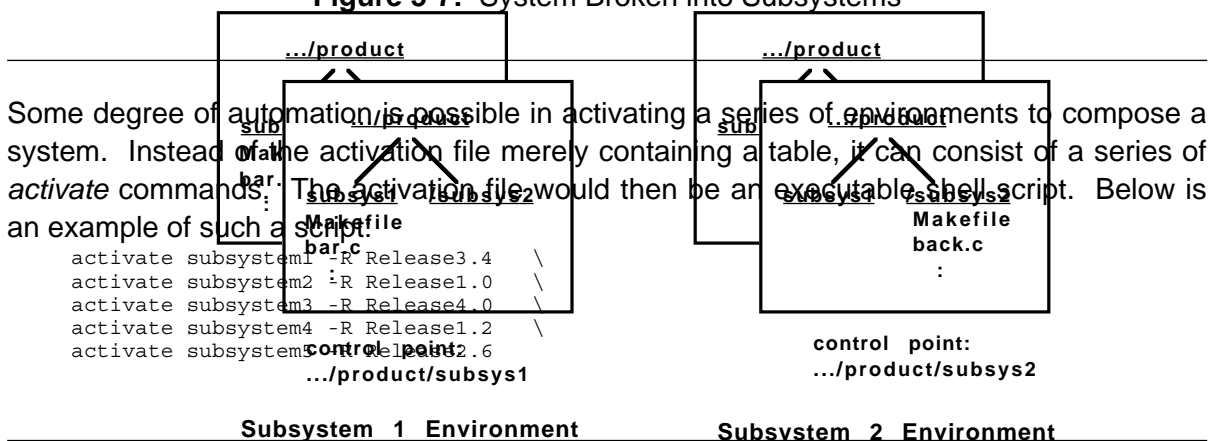 Figure 3-7: System Broken into Subsystems
.../product
.../product
Some degree of automation is possible in activating a series of environments to compose a
system. Instead of the activation file merely containing a table, it can consist of a series of
activate commands. The activation file would then be an executable shell script. Below is
an example of such a script:
activate subsystem1 -R Release3.4 \
activate subsystem2 -R Release1.0 \
activate subsystem3 -R Release4.0 \
activate subsystem4 -R Release1.2 \
activate subsystem5 -R Release2.6
sub
Mak
bar.
:
.../product
subsys1 /subsys2
Makefile
bar.c
:
control point:
.../product/subsys1
Subsystem 1 Environment
sub
.../product
subsys1 /subsys2
Makefile
back.c
:
control point:
.../product/subsys2
Subsystem 2 Environment